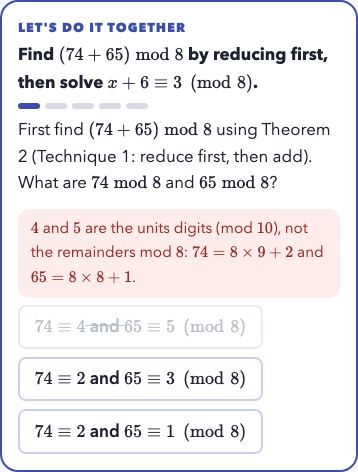 LET'S DO IT TOGETHER
Find (74 + 65) mod 8 by reducing first,
then solve x + 6 ≡ 3 (mod 8).
First find (74 + 65) mod 8 using Theorem
2 (Technique 1: reduce first, then add).
What are 74 mod 8 and 65 mod 8?
4 and 5 are the units digits (mod 10), not
the remainders mod 8: 74 = 8 × 9 + 2 and
65 = 8 × 8 + 1.
74 ≡ 4 and 65 ≡ 5 (mod 8)
74 ≡ 2 and 65 ≡ 3 (mod 8)
74 ≡ 2 and 65 ≡ 1 (mod 8)